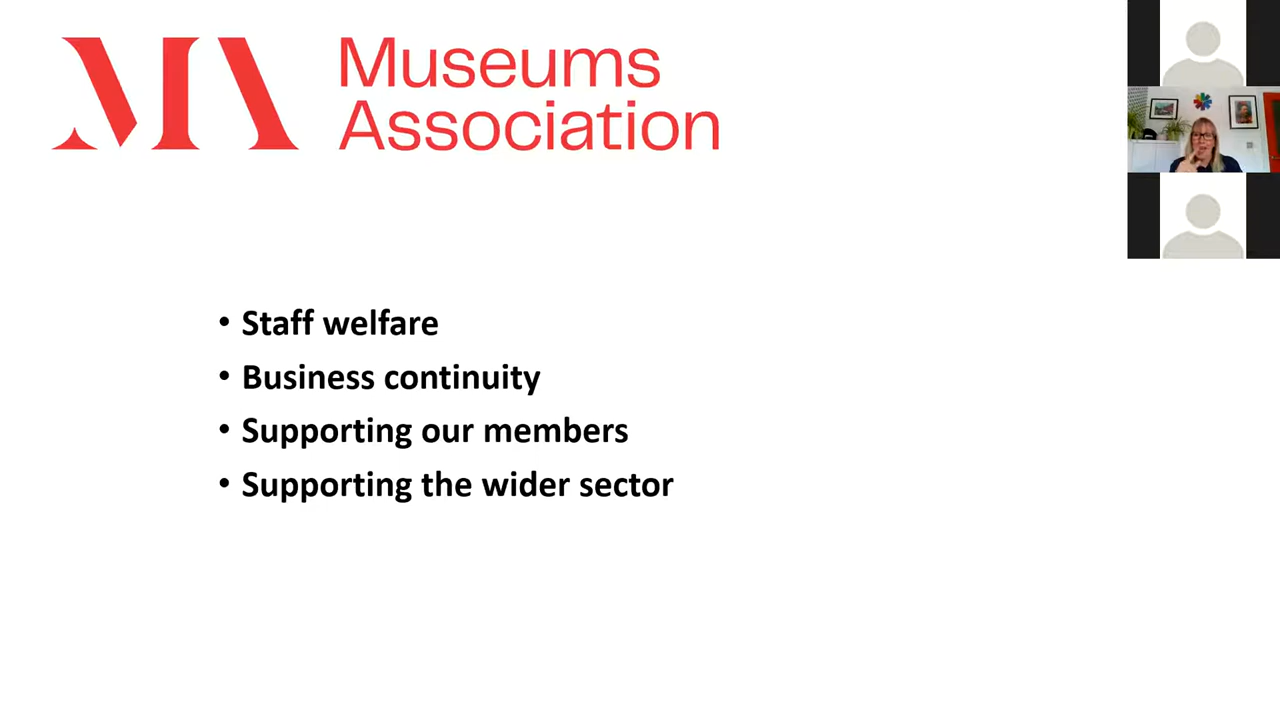 Museums
Association
• Staff welfare
• Business continuity
• Supporting our members
• Supporting the wider sector